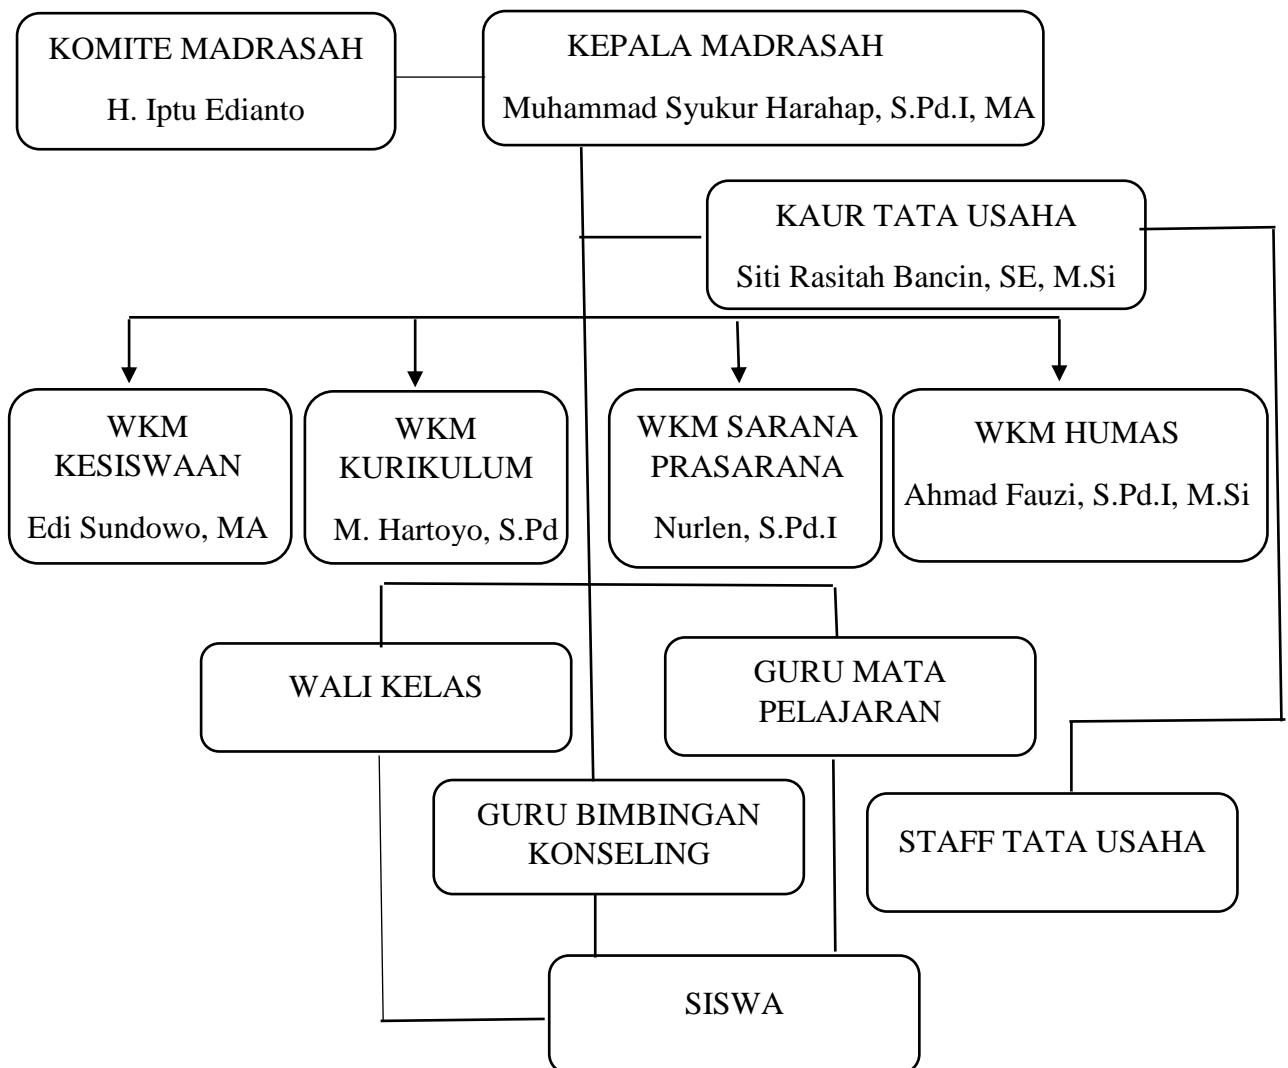 KOMITE MADRASAH
H. Iptu Edianto
KEPALA MADRASAH
Muhammad Syukur Harahap, S.Pd.I, MA
KAUR TATA USAHA
Siti Rasitah Bancin, SE, M.Si
WKM
KESISWAAN
Edi Sundowo, MA
WKM
KURIKULUM
M. Hartoyo, S.Pd
WKM SARANA
PRASARANA
Nurlen, S.Pd.I
WKM HUMAS
Ahmad Fauzi, S.Pd.I, M.Si
WALI KELAS
GURU MATA
PELAJARAN
GURU BIMBINGAN
KONSELING
STAFF TATA USAHA
SISWA